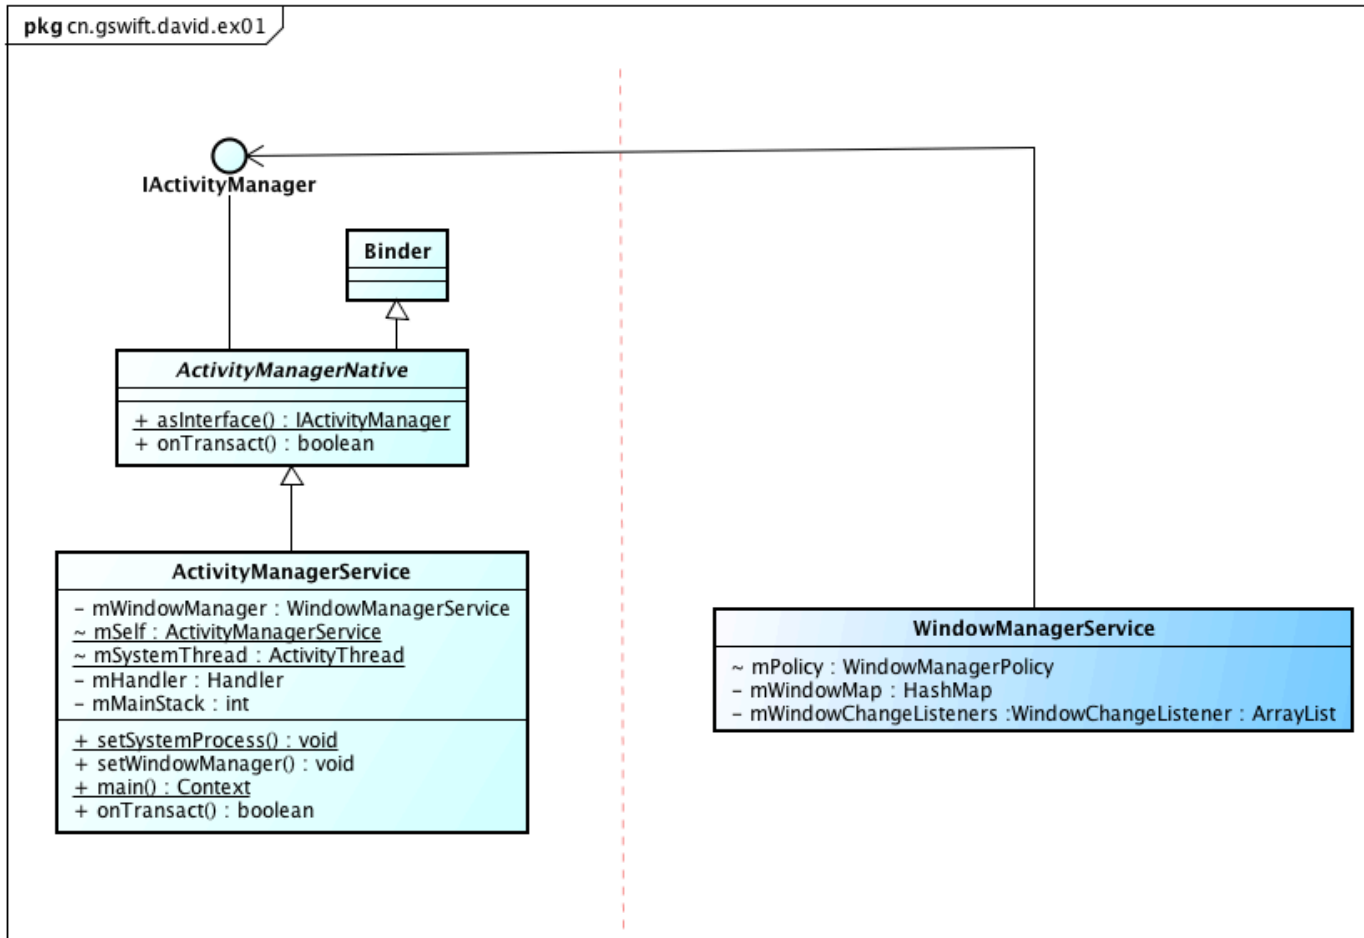 pkg cn.gswift.david.ex01
IActivityManager
Binder
ActivityManagerNative
+ asInterface() : IActivityManager
+ onTransact() : boolean
ActivityManagerService
- mWindowManager : WindowManagerService
~ mSelf : ActivityManagerService
~ mSystemThread : ActivityThread
- mHandler : Handler
- mMainStack : int
+ setSystemProcess() : void
+ setWindowManager() : void
+ main() : Context
+ onTransact() : boolean
WindowManagerService
~ mPolicy : WindowManagerPolicy
- mWindowMap : HashMap
- mWindowChangeListeners :WindowChangeListener : ArrayList